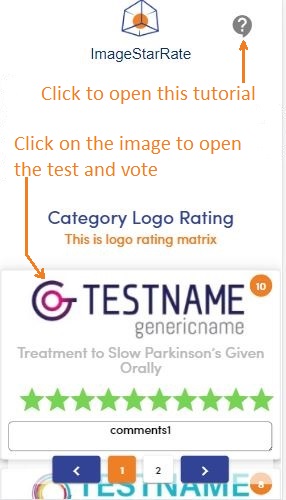 ?
ImageStarRate
Click to open this tutorial
Click on the image to open
the test and vote
Category Logo Rating
This is logo rating matrix
10
TESTNAME
genericname
Treatment to Slow Parkinson's Given
Orally
comments1
< 1 2 >
TESTNAME
8